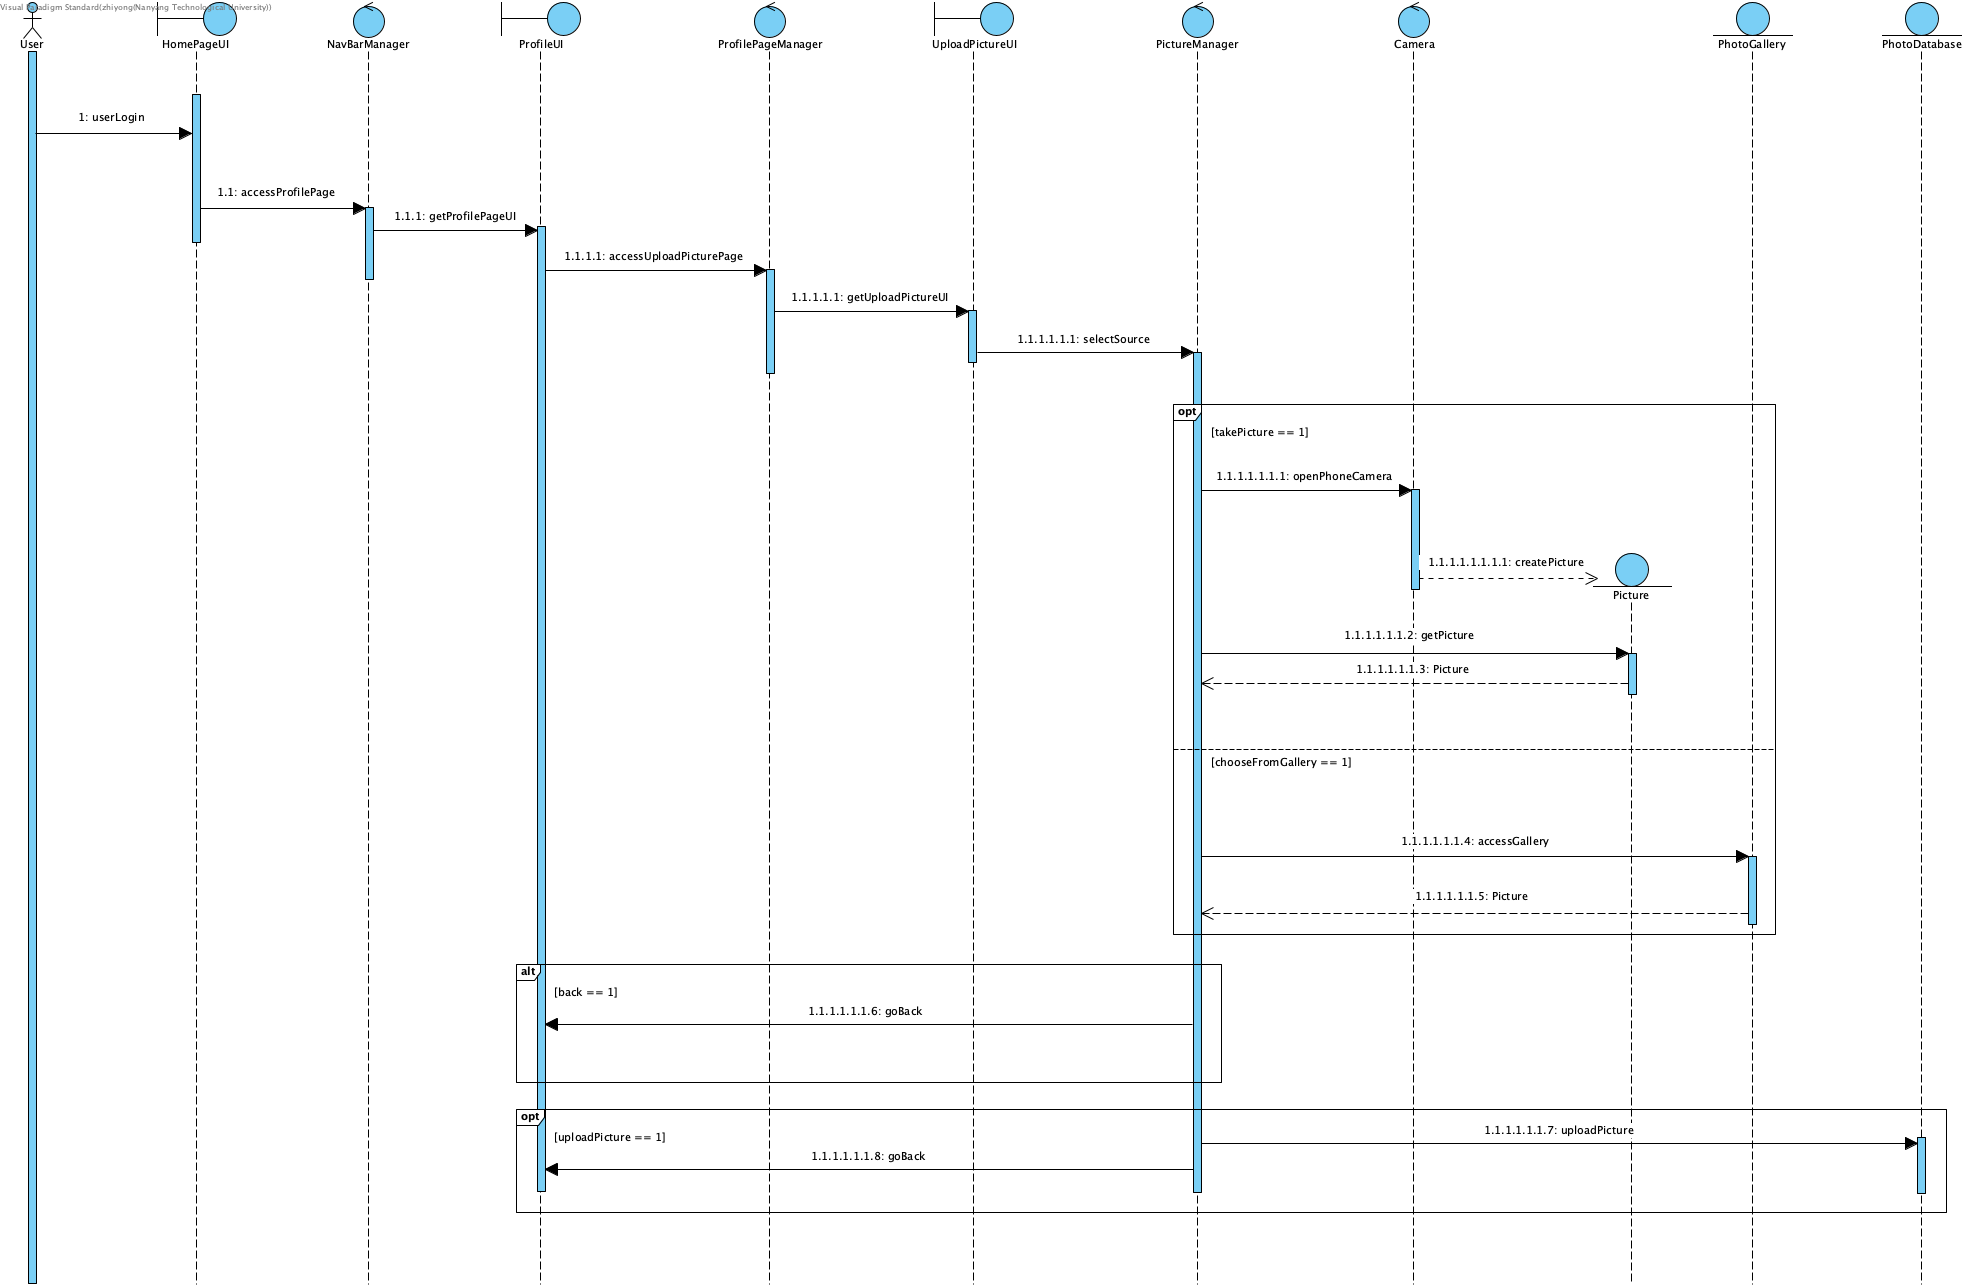 Visual Paradigm Standard(zhiyong(Nanyang Technological University))
User
HomePageUI
NavBarManager
ProfileUI
ProfilePageManager
UploadPictureUI
PictureManager
Camera
PhotoGallery
PhotoDatabase
1: userLogin
1.1: accessProfilePage
1.1.1: getProfilePageUI
1.1.1.1: accessUploadPicturePage
1.1.1.1.1: getUploadPictureUI
1.1.1.1.1.1: selectSource
opt
[takePicture == 1]
1.1.1.1.1.1.1: openPhoneCamera
1.1.1.1.1.1.1.1: createPicture
Picture
1.1.1.1.1.1.2: getPicture
1.1.1.1.1.1.3: Picture
[chooseFromGallery == 1]
1.1.1.1.1.1.4: accessGallery
1.1.1.1.1.1.5: Picture
alt
[back == 1]
1.1.1.1.1.1.6: goBack
opt
[uploadPicture == 1]
1.1.1.1.1.1.7: uploadPicture
1.1.1.1.1.1.8: goBack